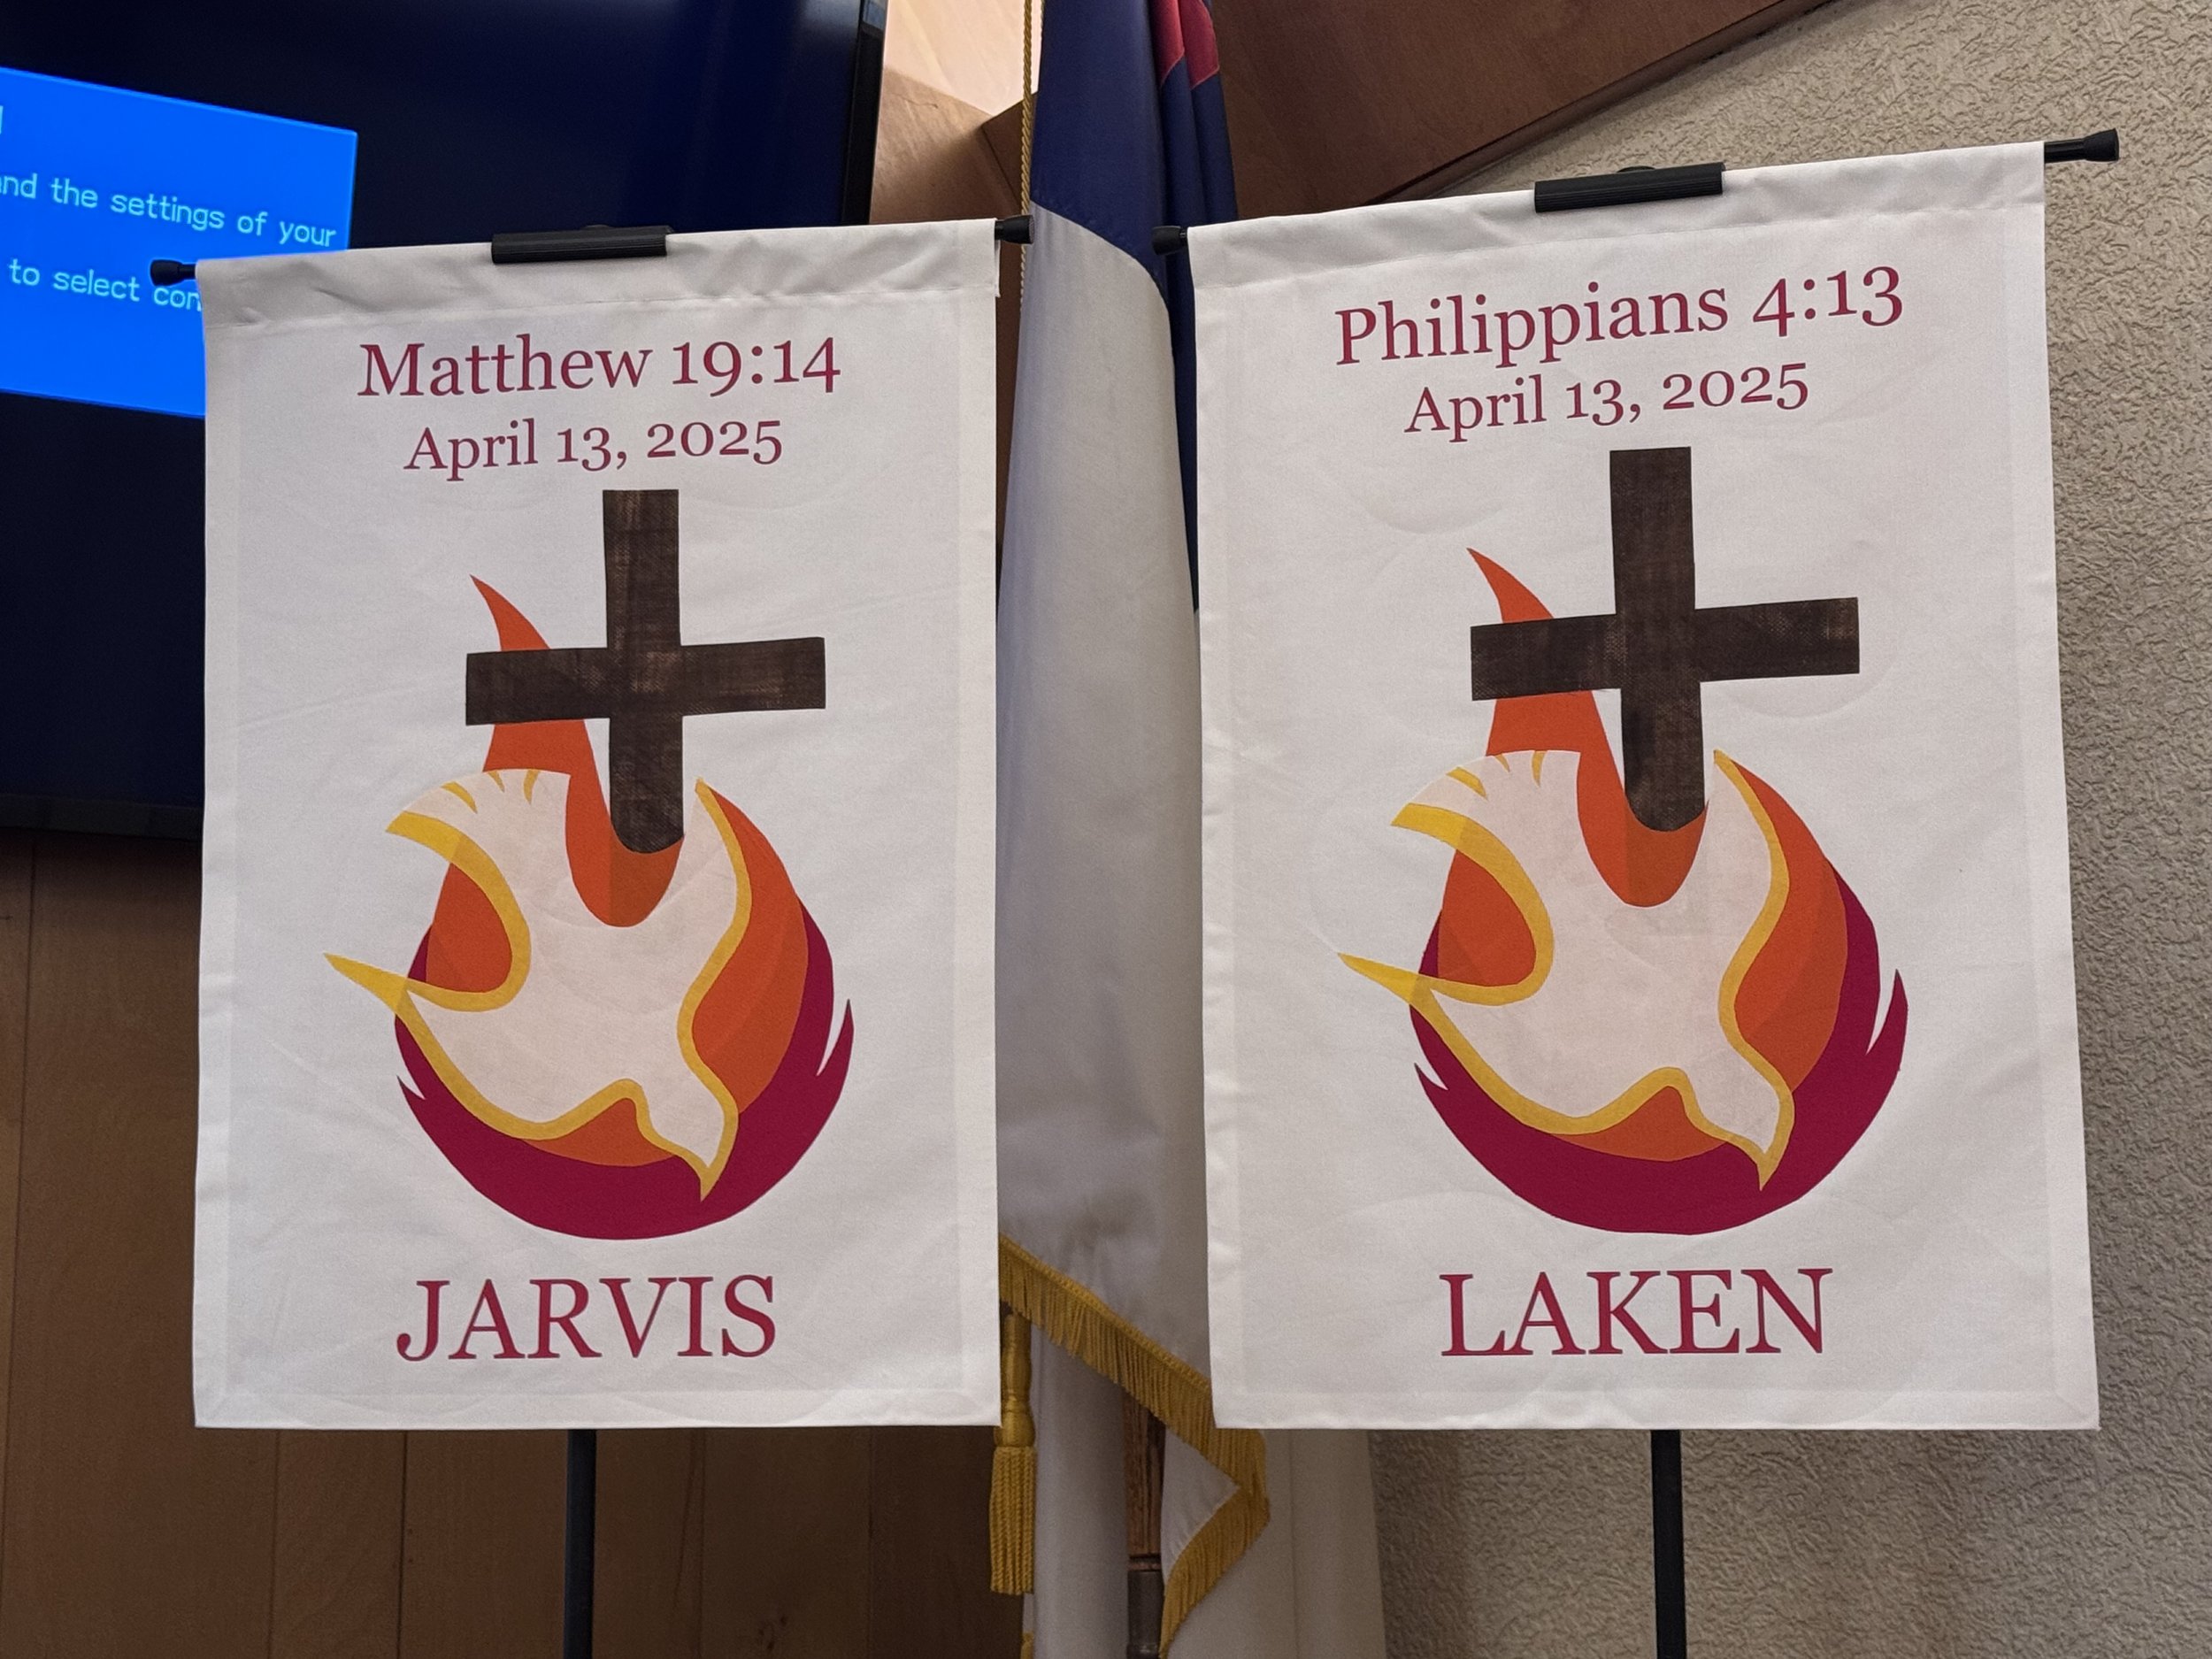 nd the settings of your
to select con
Matthew 19:14
April 13, 2025
JARVIS
Philippians 4:13
April 13, 2025
LAKEN